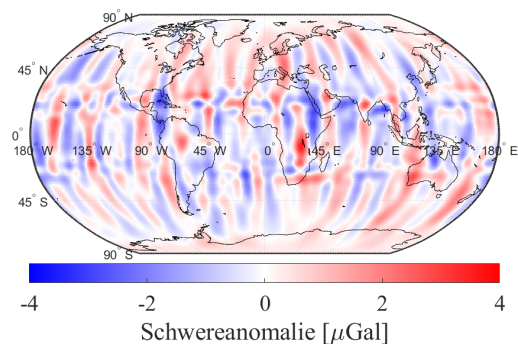 90° N
45° N
0°
180° W 135° W 90° W 45° W 0° 45° E 90° E 135° E 180° E
45° S
90° S
-4 -2 0 2 4
Schwereanomalie [μGal]